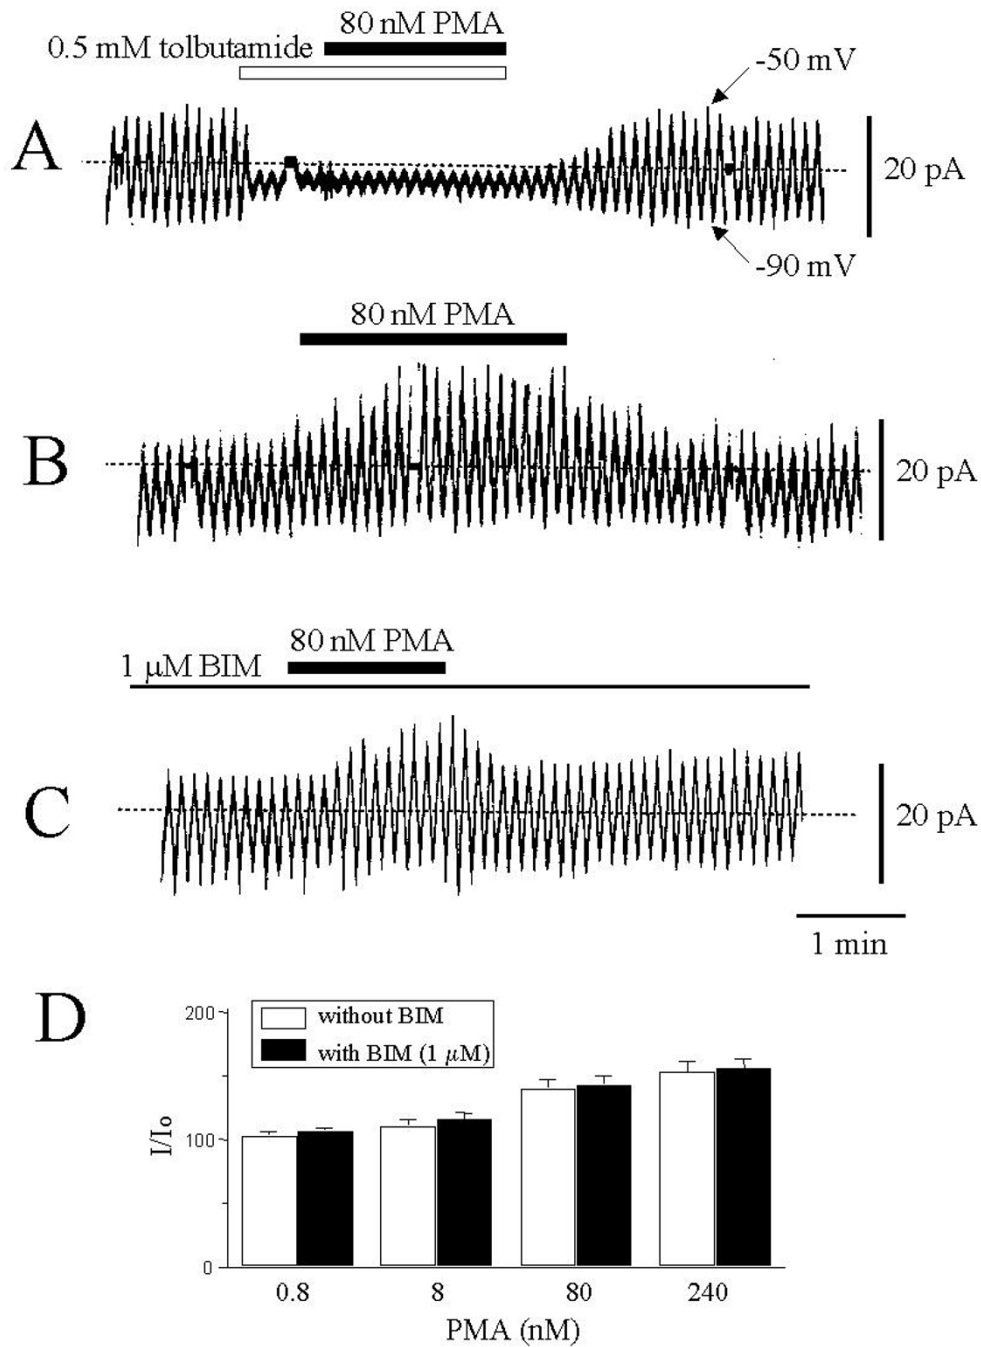 80 nM PMA
0.5 mM tolbutamide
-50 mV
A
20 pA
-90 mV
80 nM PMA
B
20 pA
80 nM PMA
1 μM BIM
C
20 pA
1 min
D
200
without BIM
with BIM (1 μM)
I/Io
100
0
0.8 8 80 240
PMA (nM)